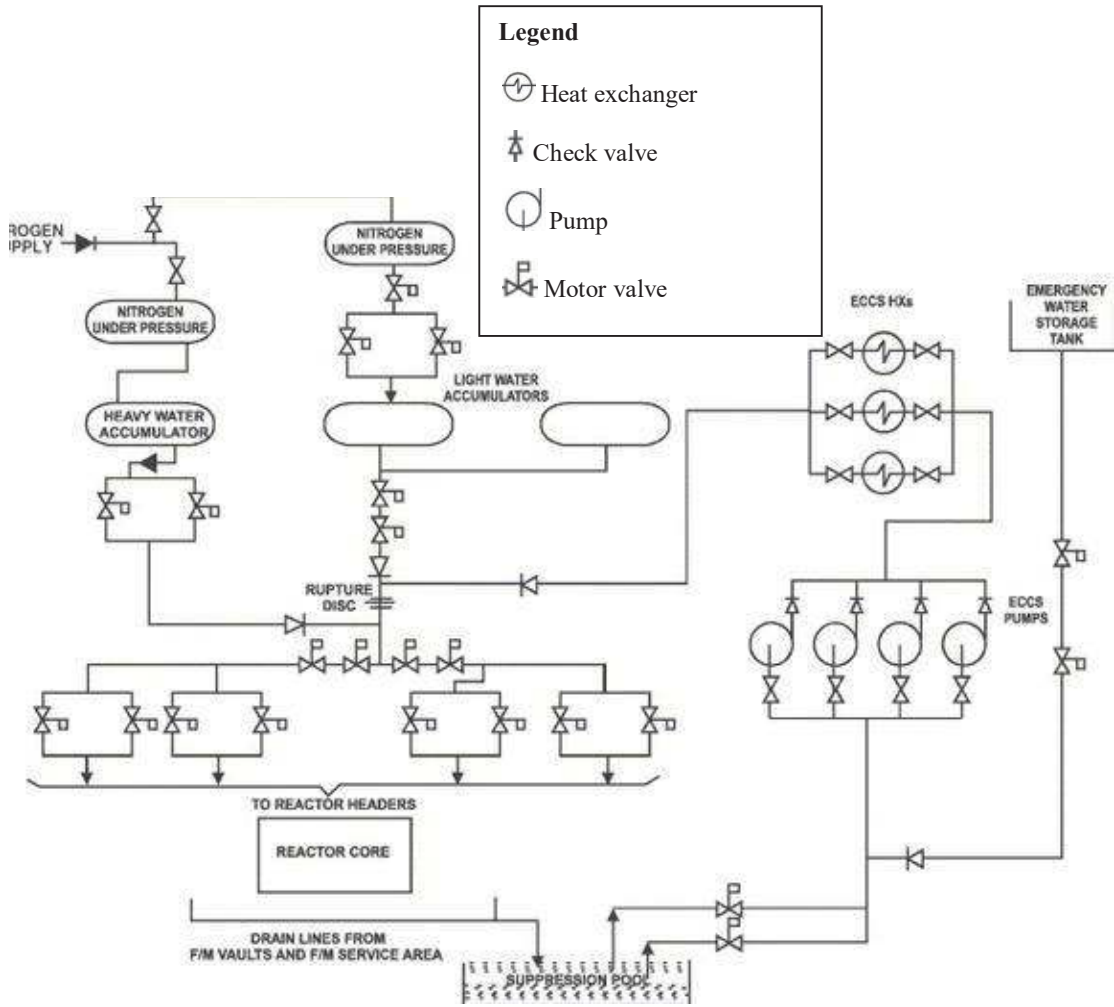 Legend
Heat exchanger
Check valve
Pump
Motor valve
ROGEN
UPPLY
NITROGEN
UNDER PRESSURE
NITROGEN
UNDER PRESSURE
HEAVY WATER
ACCUMULATOR
LIGHT WATER
ACCUMULATORS
ECCS HXs
EMERGENCY
WATER
STORAGE
TANK
RUPTURE
DISC
ECCS
PUMPS
TO REACTOR HEADERS
REACTOR CORE
DRAIN LINES FROM
F/M VAULTS AND F/M SERVICE AREA
SUPPRESSION POOL